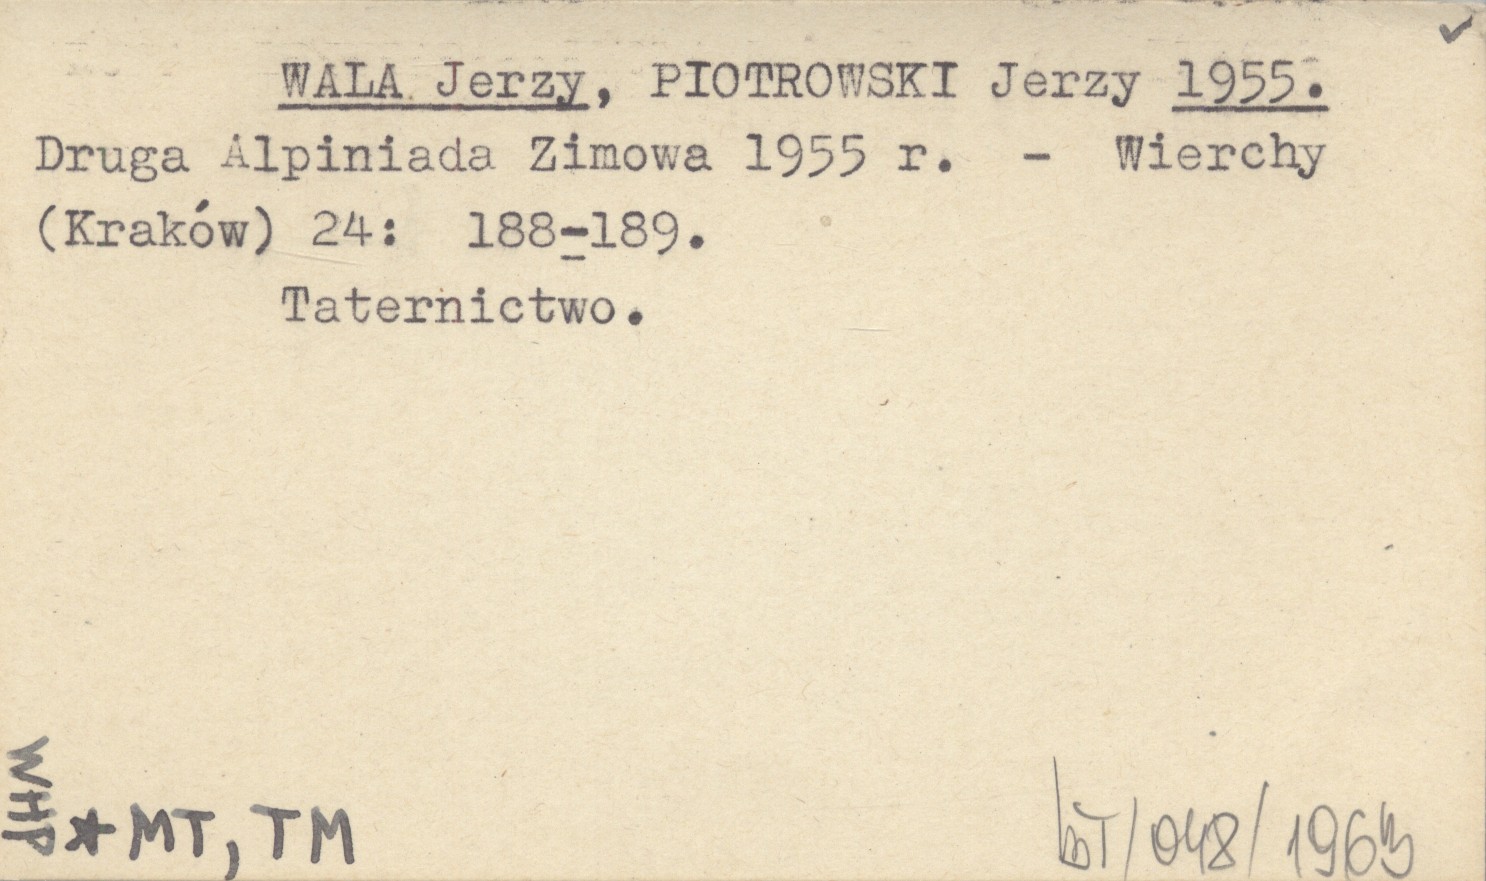 WALA Jerzy, PIOTROWSKI Jerzy 1955.
Druga Alpiniada Zimowa 1955 r. - Wierchy
(Kraków) 24: 188-189.
Taternictwo.
WHP
*MT, TM
/048/1963